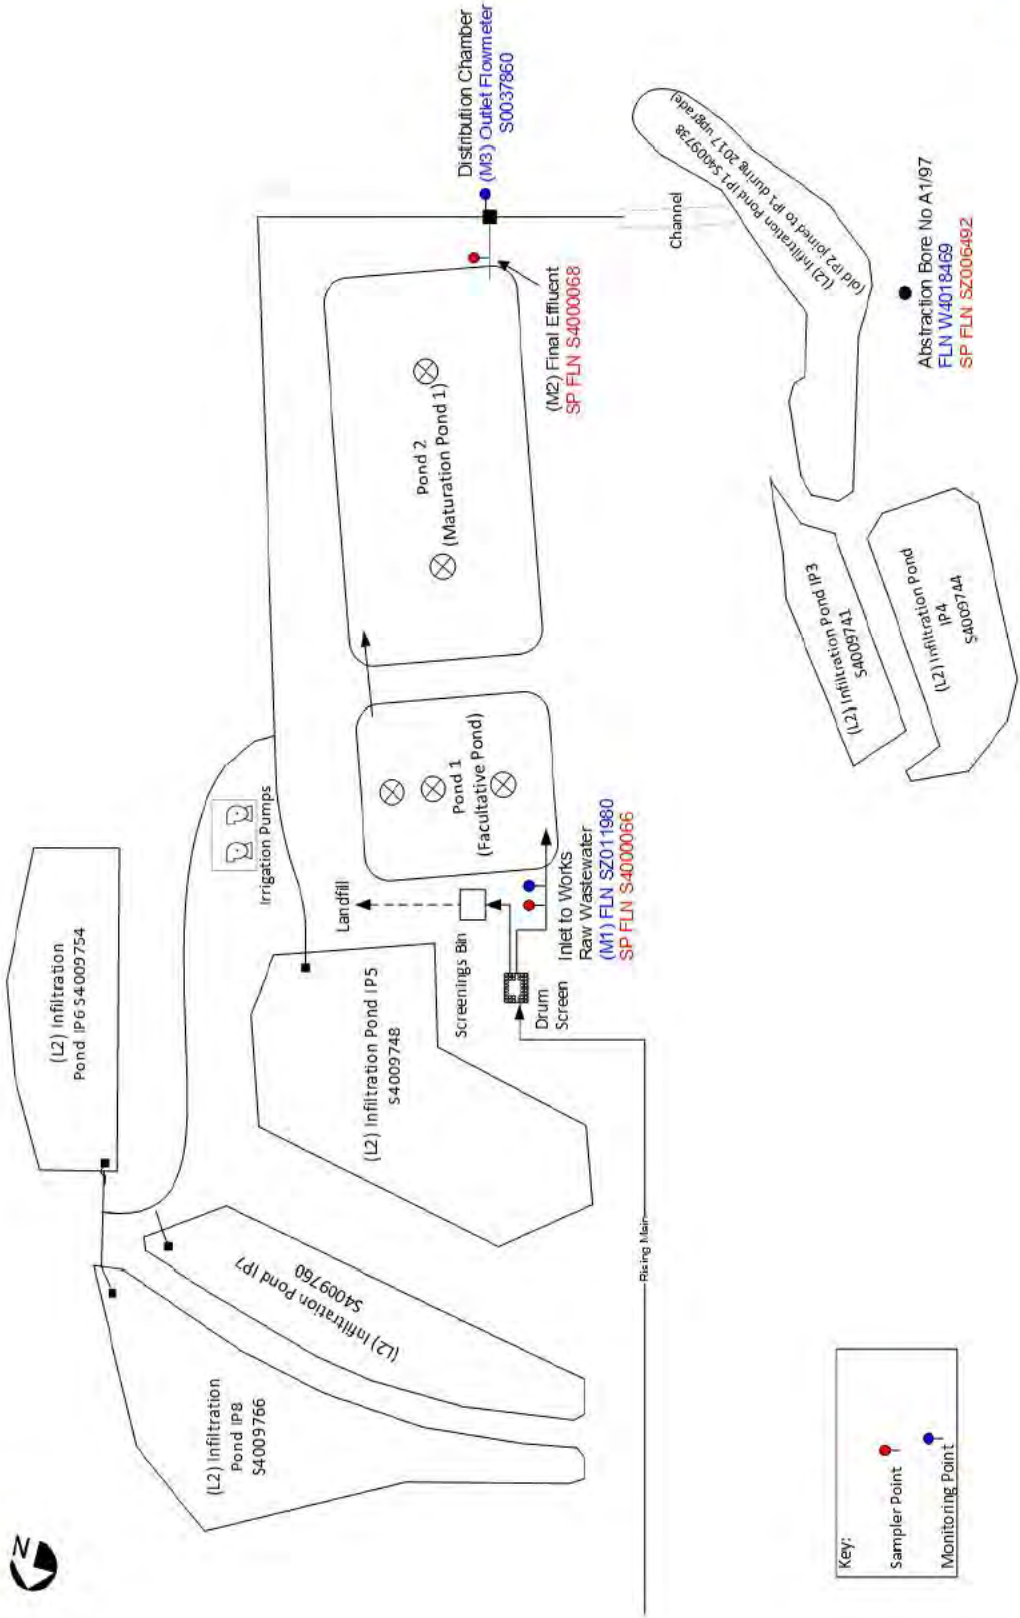 N
(L2) Infiltration
Pond IP8
S4009766
(L2) Infiltration Pond IP7
S4009760
(L2) Infiltration
Pond IP6 S4009754
(L2) Infiltration Pond IP5
S4009748
Irrigation Pumps
Landfill
Screenings Bin
Drum
Screen
Inlet to Works
Raw Wastewater
(M1) FLN SZ011980
SP FLN S4000066
Rising Main
Pond 1
(Facultative Pond)
Pond 2
(Maturation Pond 1)
(M2) Final Effluent
SP FLN S4000068
Distribution Chamber
(M3) Outlet Flowmeter
S0037860
Channel
(L2) Infiltration Pond IP1 S4009738
(old IP2 joined to IP1 during 2017 upgrade)
(L2) Infiltration Pond IP3
S4009741
(L2) Infiltration Pond
IP4
S4009744
Abstraction Bore No A1/97
FLN W4018469
SP FLN SZ006492
Key:
Sampler Point
Monitoring Point